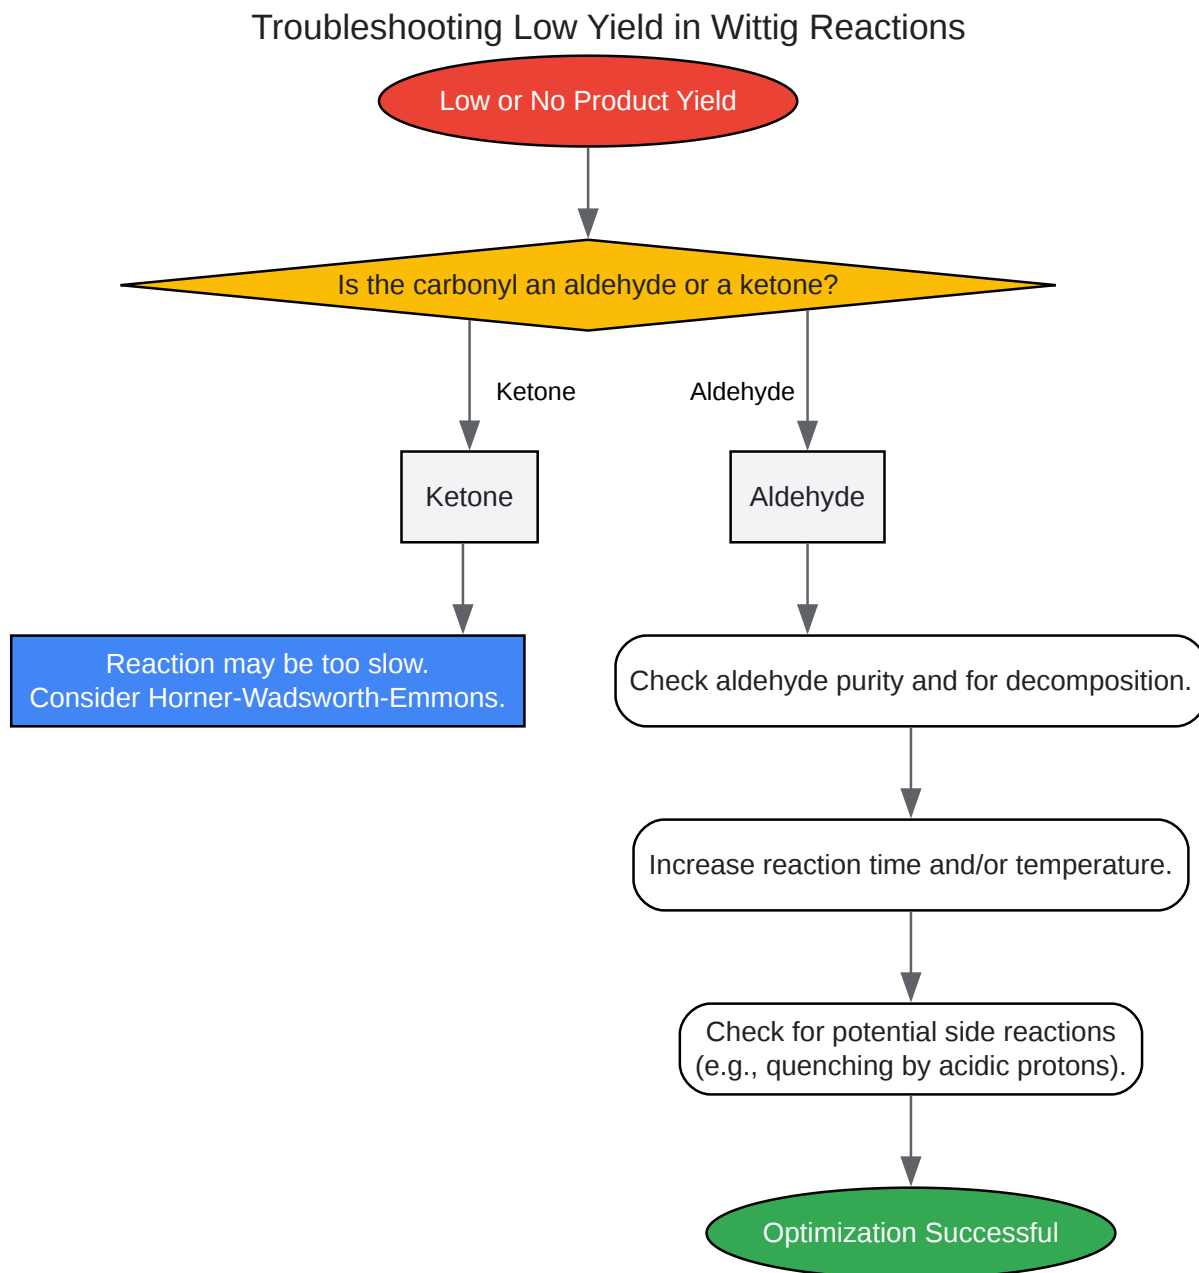 Troubleshooting Low Yield in Wittig Reactions
Low or No Product Yield
Is the carbonyl an aldehyde or a ketone?
Ketone
Aldehyde
Ketone
Aldehyde
Reaction may be too slow.
Consider Horner-Wadsworth-Emmons.
Check aldehyde purity and for decomposition.
Increase reaction time and/or temperature.
Check for potential side reactions
(e.g., quenching by acidic protons).
Optimization Successful